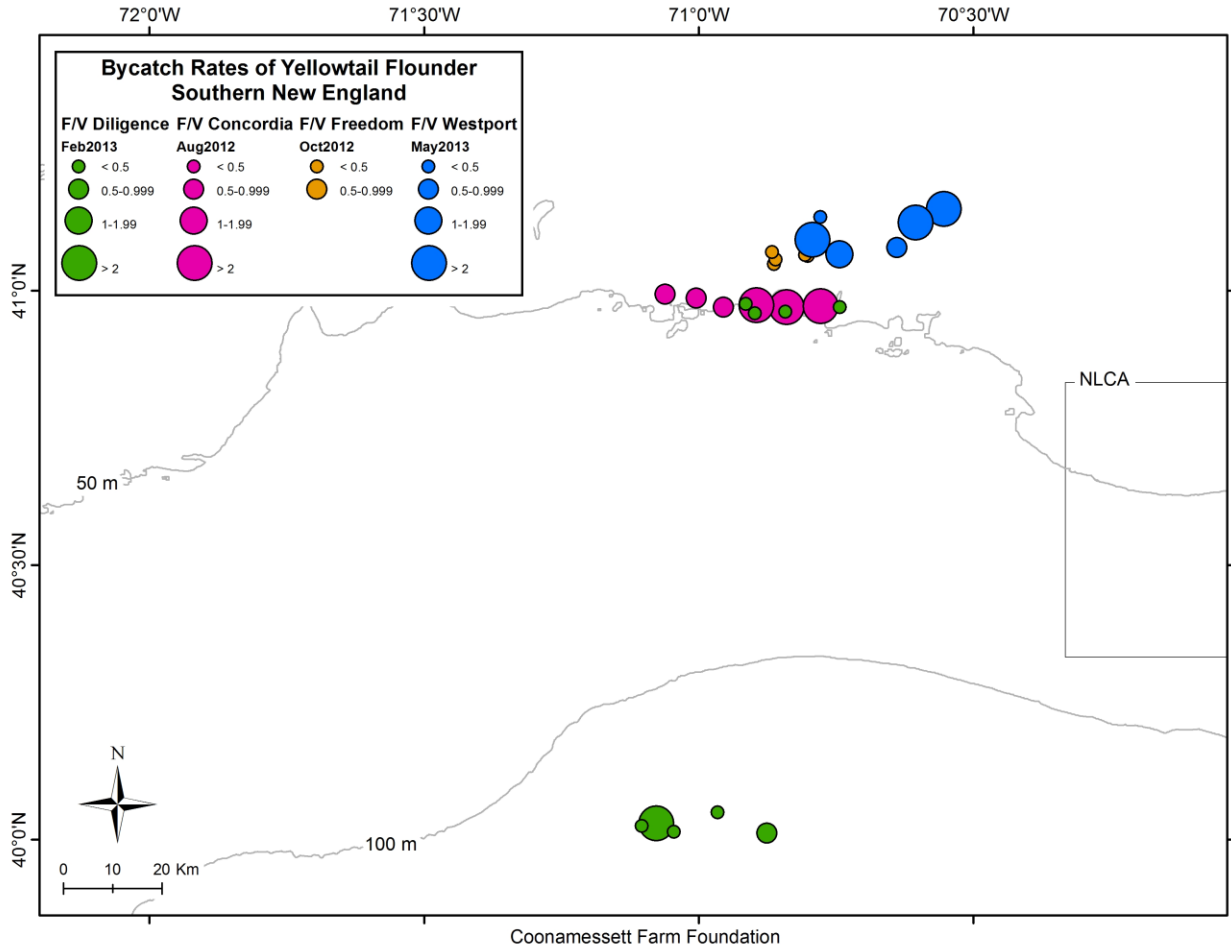 72°0'W 71°30'W 71°0'W 70°30'W
Bycatch Rates of Yellowtail Flounder
Southern New England
F/V Diligence F/V Concordia F/V Freedom F/V Westport
Feb2013 Aug2012 Oct2012 May2013
< 0.5 < 0.5 < 0.5 < 0.5
0.5-0.999 0.5-0.999 0.5-0.999 0.5-0.999
1-1.99 1-1.99 1-1.99
> 2 > 2 > 2
41°0'N
NLCA
50 m
40°30'N
N
40°0'N
100 m
0 10 20 Km
Coonamessett Farm Foundation